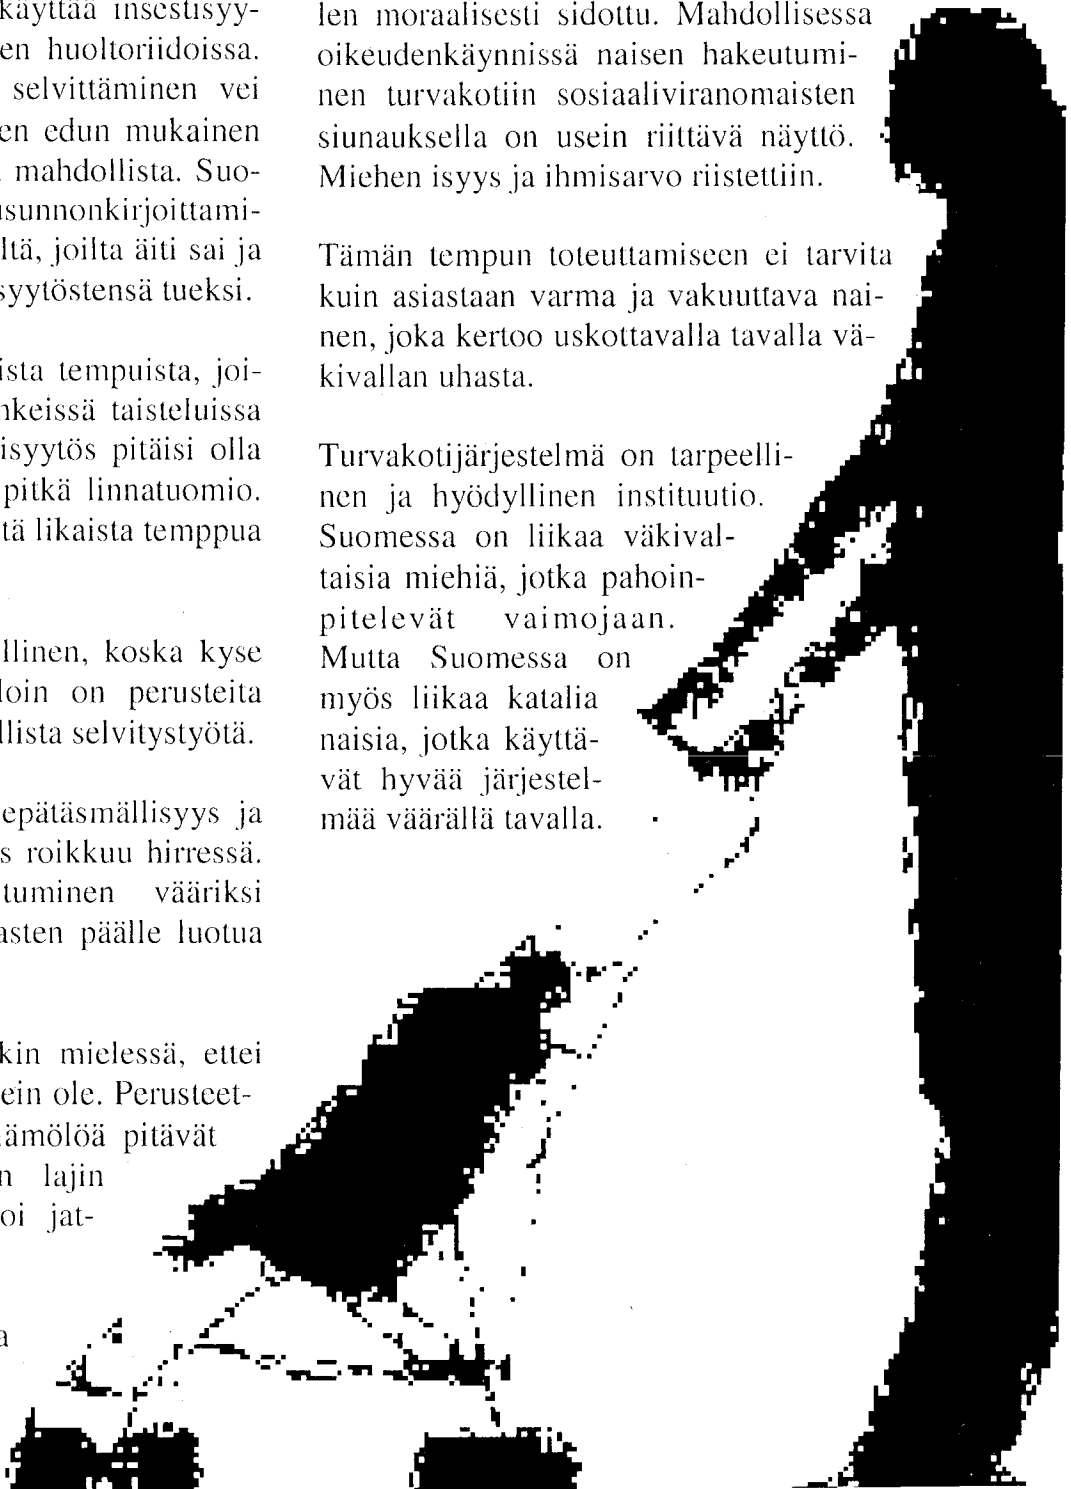 käyttää insestisyy-
en huoltoriidoissa.
selvittäminen vei
en edun mukainen
mahdollista. Suo-
usunnonkirjoittami-
ltä, joilta äiti sai ja
syytöstensä tueksi.
ista tempuista, joi-
nkeissä taisteluissa
isyytös pitäisi olla
pitkä linnatuomio.
tä likaista temppua
llinen, koska kyse
loin on perusteita
llista selvitystyötä.
epätäsmällisyys ja
s roikkuu hirressä.
tuminen vääriksi
asten päälle luotua
kin mielessä, ettei
ein ole. Perusteet-
ämölöä pitävät
n lajin
oi jat-
a
len moraalisesti sidottu. Mahdollisessa
oikeudenkäynnissä naisen hakeutumi-
nen turvakotiin sosiaaliviranomaisten
siunauksella on usein riittävä näyttö.
Miehen isyys ja ihmisarvo riistettiin.
Tämän tempun toteuttamiseen ei tarvita
kuin asiastaan varma ja vakuuttava nai-
nen, joka kertoo uskottavalla tavalla vä-
kivallan uhasta.
Turvakotijärjestelmä on tarpeelli-
nen ja hyödyllinen instituutio.
Suomessa on liikaa väkival-
taisia miehiä, jotka pahoin-
pitelevät vaimojaan.
Mutta Suomessa on
myös liikaa katalia
naisia, jotka käyttä-
vät hyvää järjestel-
mää väärällä tavalla.